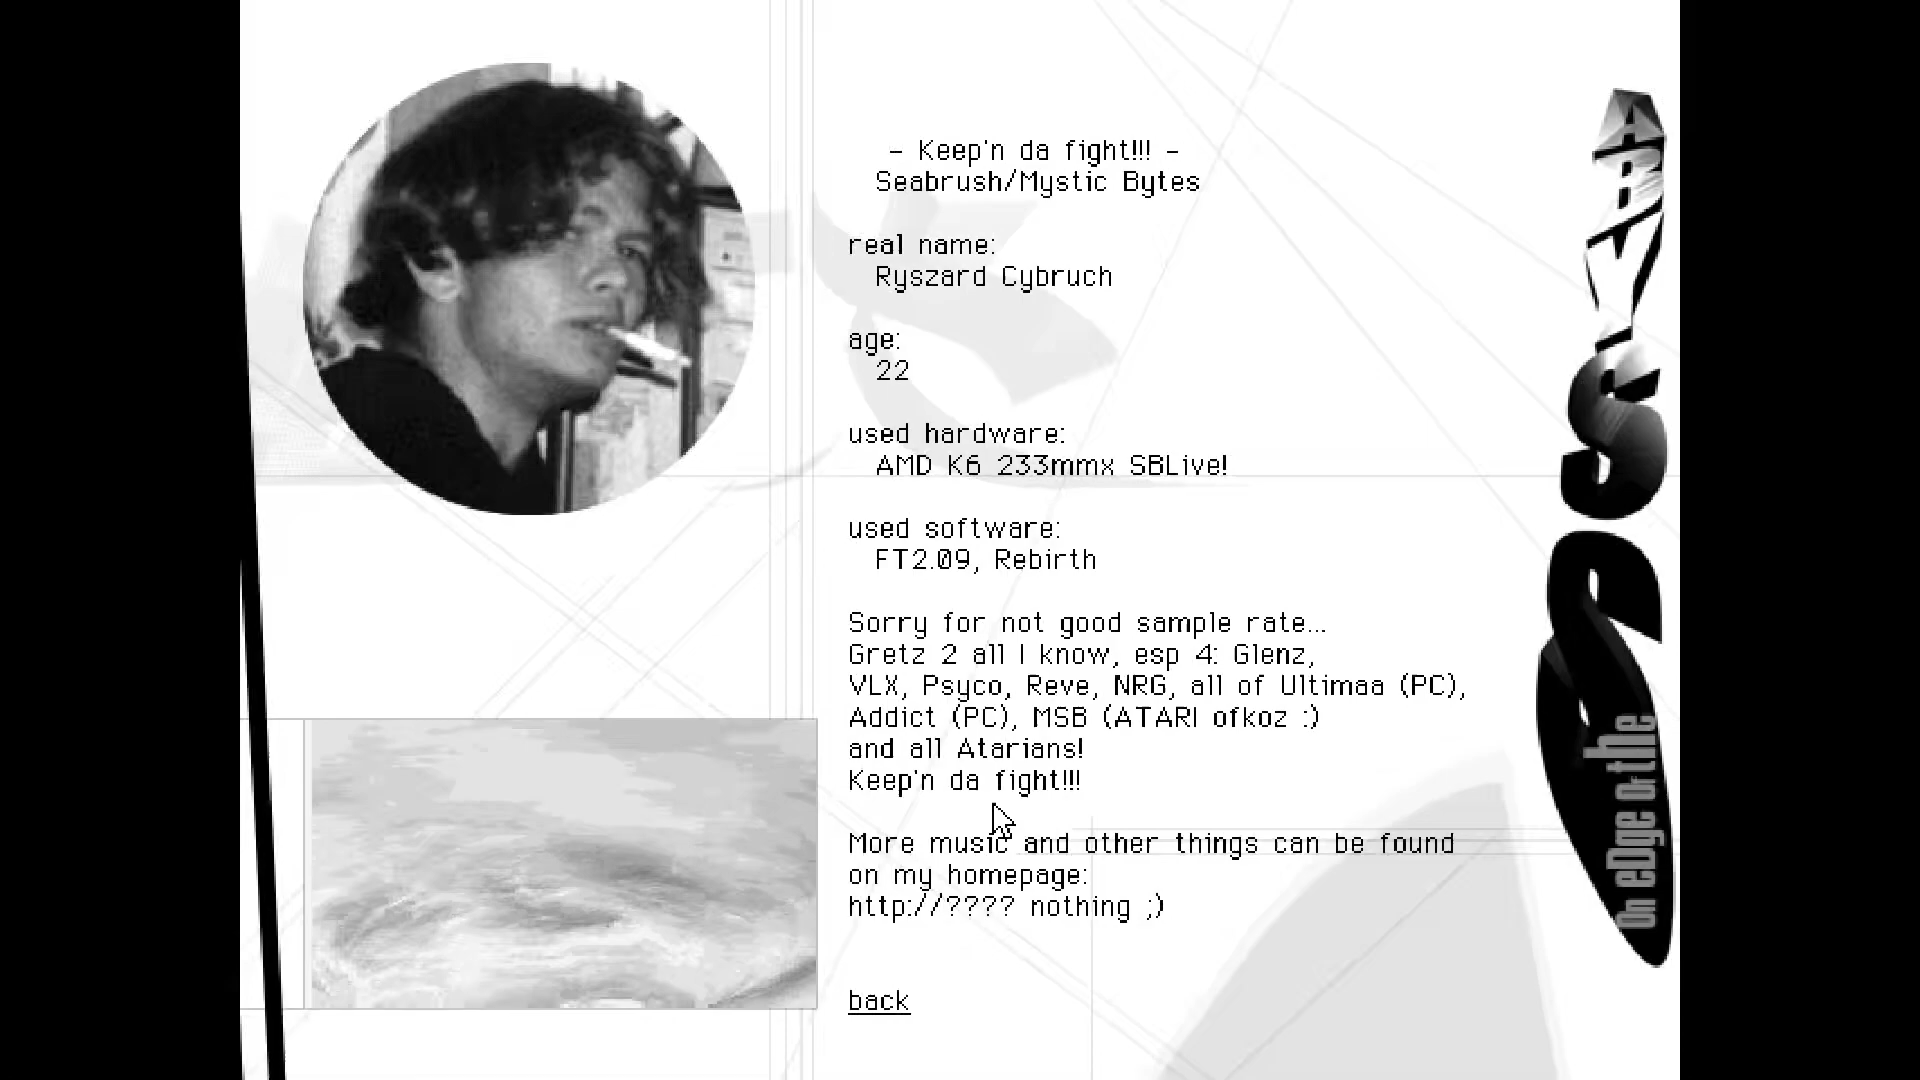 - Keep'n da fight!!! -
Seabrush/Mystic Bytes
real name:
Ryszard Cybruch
age:
22
used hardware:
AMD K6 233mmx SBLive!
used software:
FT2.09, Rebirth
Sorry for not good sample rate...
Gretz 2 all I know, esp 4: Glenz,
VLX, Psyco, Reve, NRG, all of Ultimaa (PC),
Addict (PC), MSB (ATARI ofkoz :)
and all Atarians!
Keep'n da fight!!!
More music and other things can be found
on my homepage:
http://???? nothing ;)
back
On eDge Of the
ABYSS